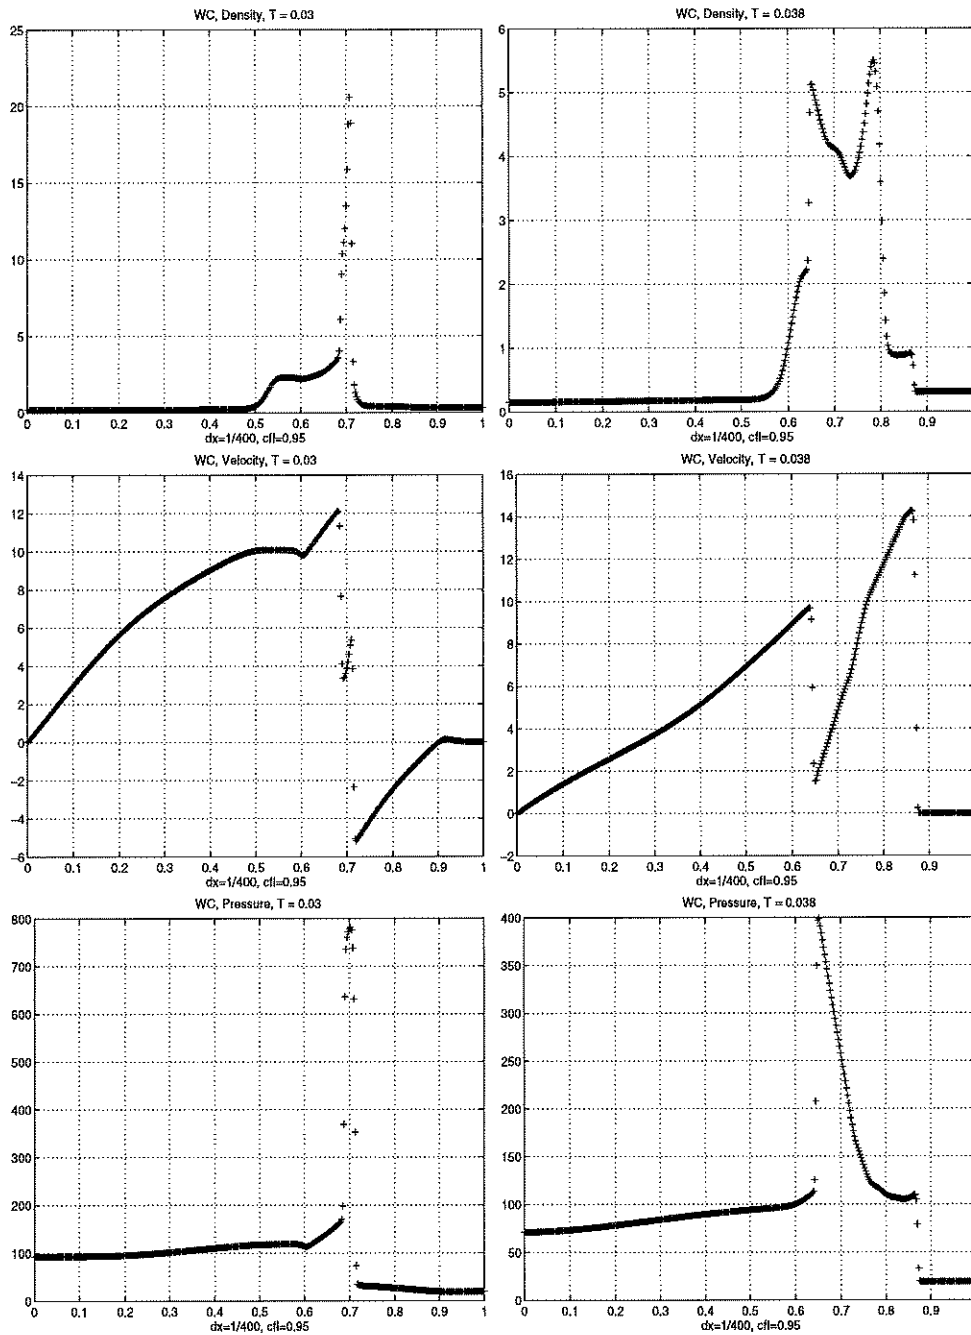 WC, Density, T = 0.03
25
20
15
10
5
0
0 0.1 0.2 0.3 0.4 0.5 0.6 0.7 0.8 0.9 1
dx=1/400, cfl=0.95
WC, Density, T = 0.038
6
5
4
3
2
1
0
0 0.1 0.2 0.3 0.4 0.5 0.6 0.7 0.8 0.9
dx=1/400, cfl=0.95
WC, Velocity, T = 0.03
14
12
10
8
6
4
2
0
−2
−4
−6
0 0.1 0.2 0.3 0.4 0.5 0.6 0.7 0.8 0.9 1
dx=1/400, cfl=0.95
WC, Velocity, T = 0.038
16
14
12
10
8
6
4
2
0
−2
0 0.1 0.2 0.3 0.4 0.5 0.6 0.7 0.8 0.9
dx=1/400, cfl=0.95
WC, Pressure, T = 0.03
800
700
600
500
400
300
200
100
0
0 0.1 0.2 0.3 0.4 0.5 0.6 0.7 0.8 0.9 1
dx=1/400, cfl=0.95
WC, Pressure, T = 0.038
400
350
300
250
200
150
100
50
0
0 0.1 0.2 0.3 0.4 0.5 0.6 0.7 0.8 0.9
dx=1/400, cfl=0.95